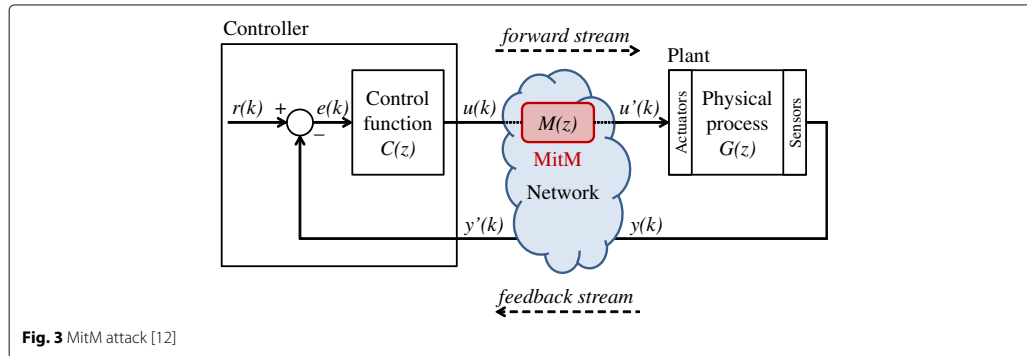 Controller
forward stream
Plant
r(k)
+
−
e(k)
Control
function
C(z)
u(k)
M(z)
MitM
Network
u'(k)
Actuators
Physical
process
G(z)
Sensors
y'(k)
y(k)
feedback stream
Fig. 3 MitM attack [12]